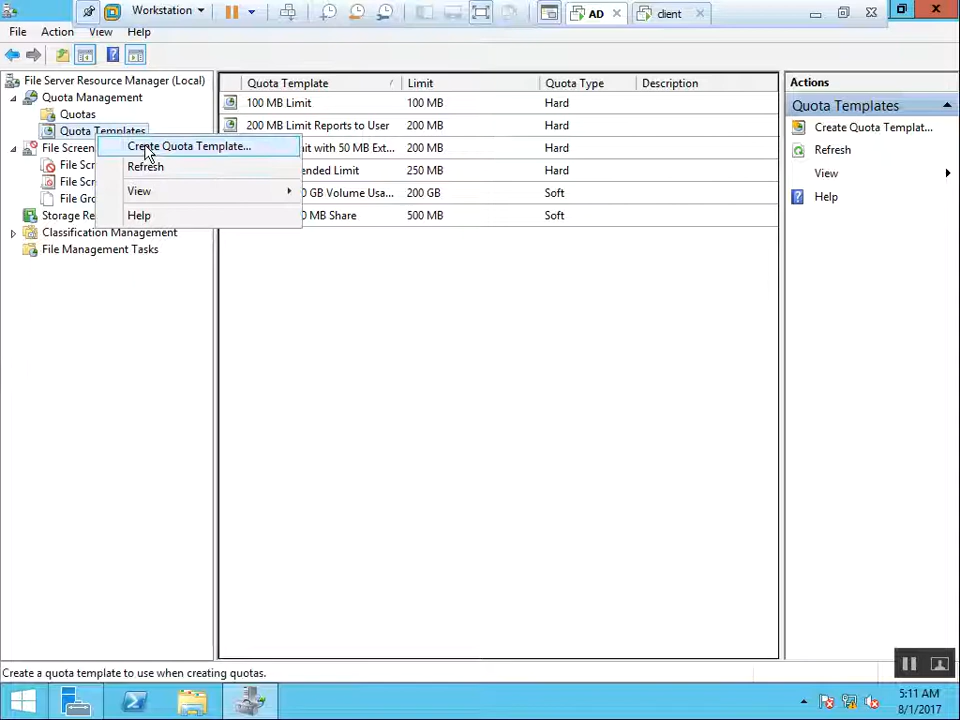 Workstation
AD
client
File Action View Help
File Server Resource Manager (Local)
Quota Management
Quotas
Quota Templates
File Screen
File Scr
File Scr
File Gro
Storage Re
Classification Management
File Management Tasks
Create Quota Template...
Refresh
View
Help
Quota Template Limit Quota Type Description
100 MB Limit 100 MB Hard
200 MB Limit Reports to User 200 MB Hard
it with 50 MB Ext... 200 MB Hard
ended Limit 250 MB Hard
0 GB Volume Usa... 200 GB Soft
0 MB Share 500 MB Soft
Actions
Quota Templates
Create Quota Templat...
Refresh
View
Help
Create a quota template to use when creating quotas.
5:11 AM
8/1/2017